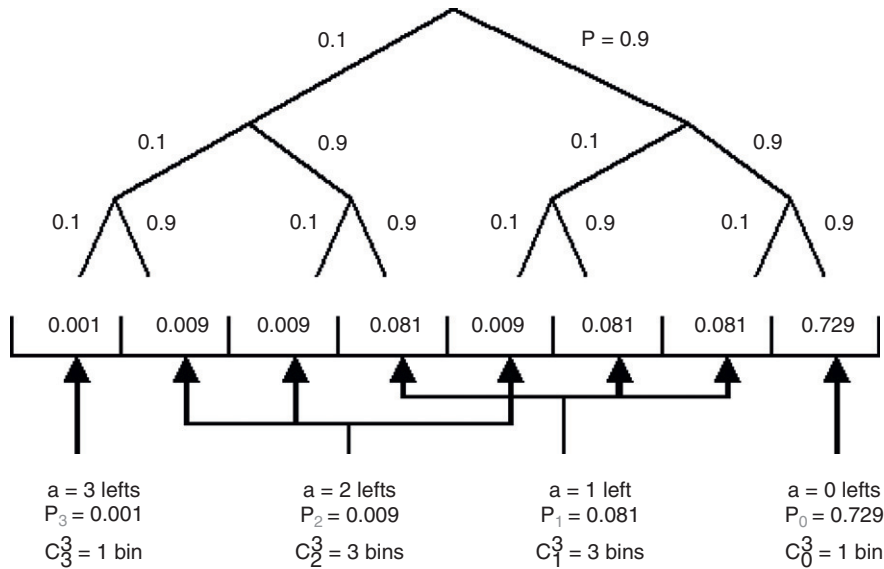 0.1 P = 0.9
0.1 0.9 0.1 0.9
0.1 0.9 0.1 0.9 0.1 0.9 0.1 0.9
0.001 0.009 0.009 0.081 0.009 0.081 0.081 0.729
a = 3 lefts
P₃ = 0.001
C³₃ = 1 bin
a = 2 lefts
P₂ = 0.009
C³₂ = 3 bins
a = 1 left
P₁ = 0.081
C³₁ = 3 bins
a = 0 lefts
P₀ = 0.729
C³₀ = 1 bin